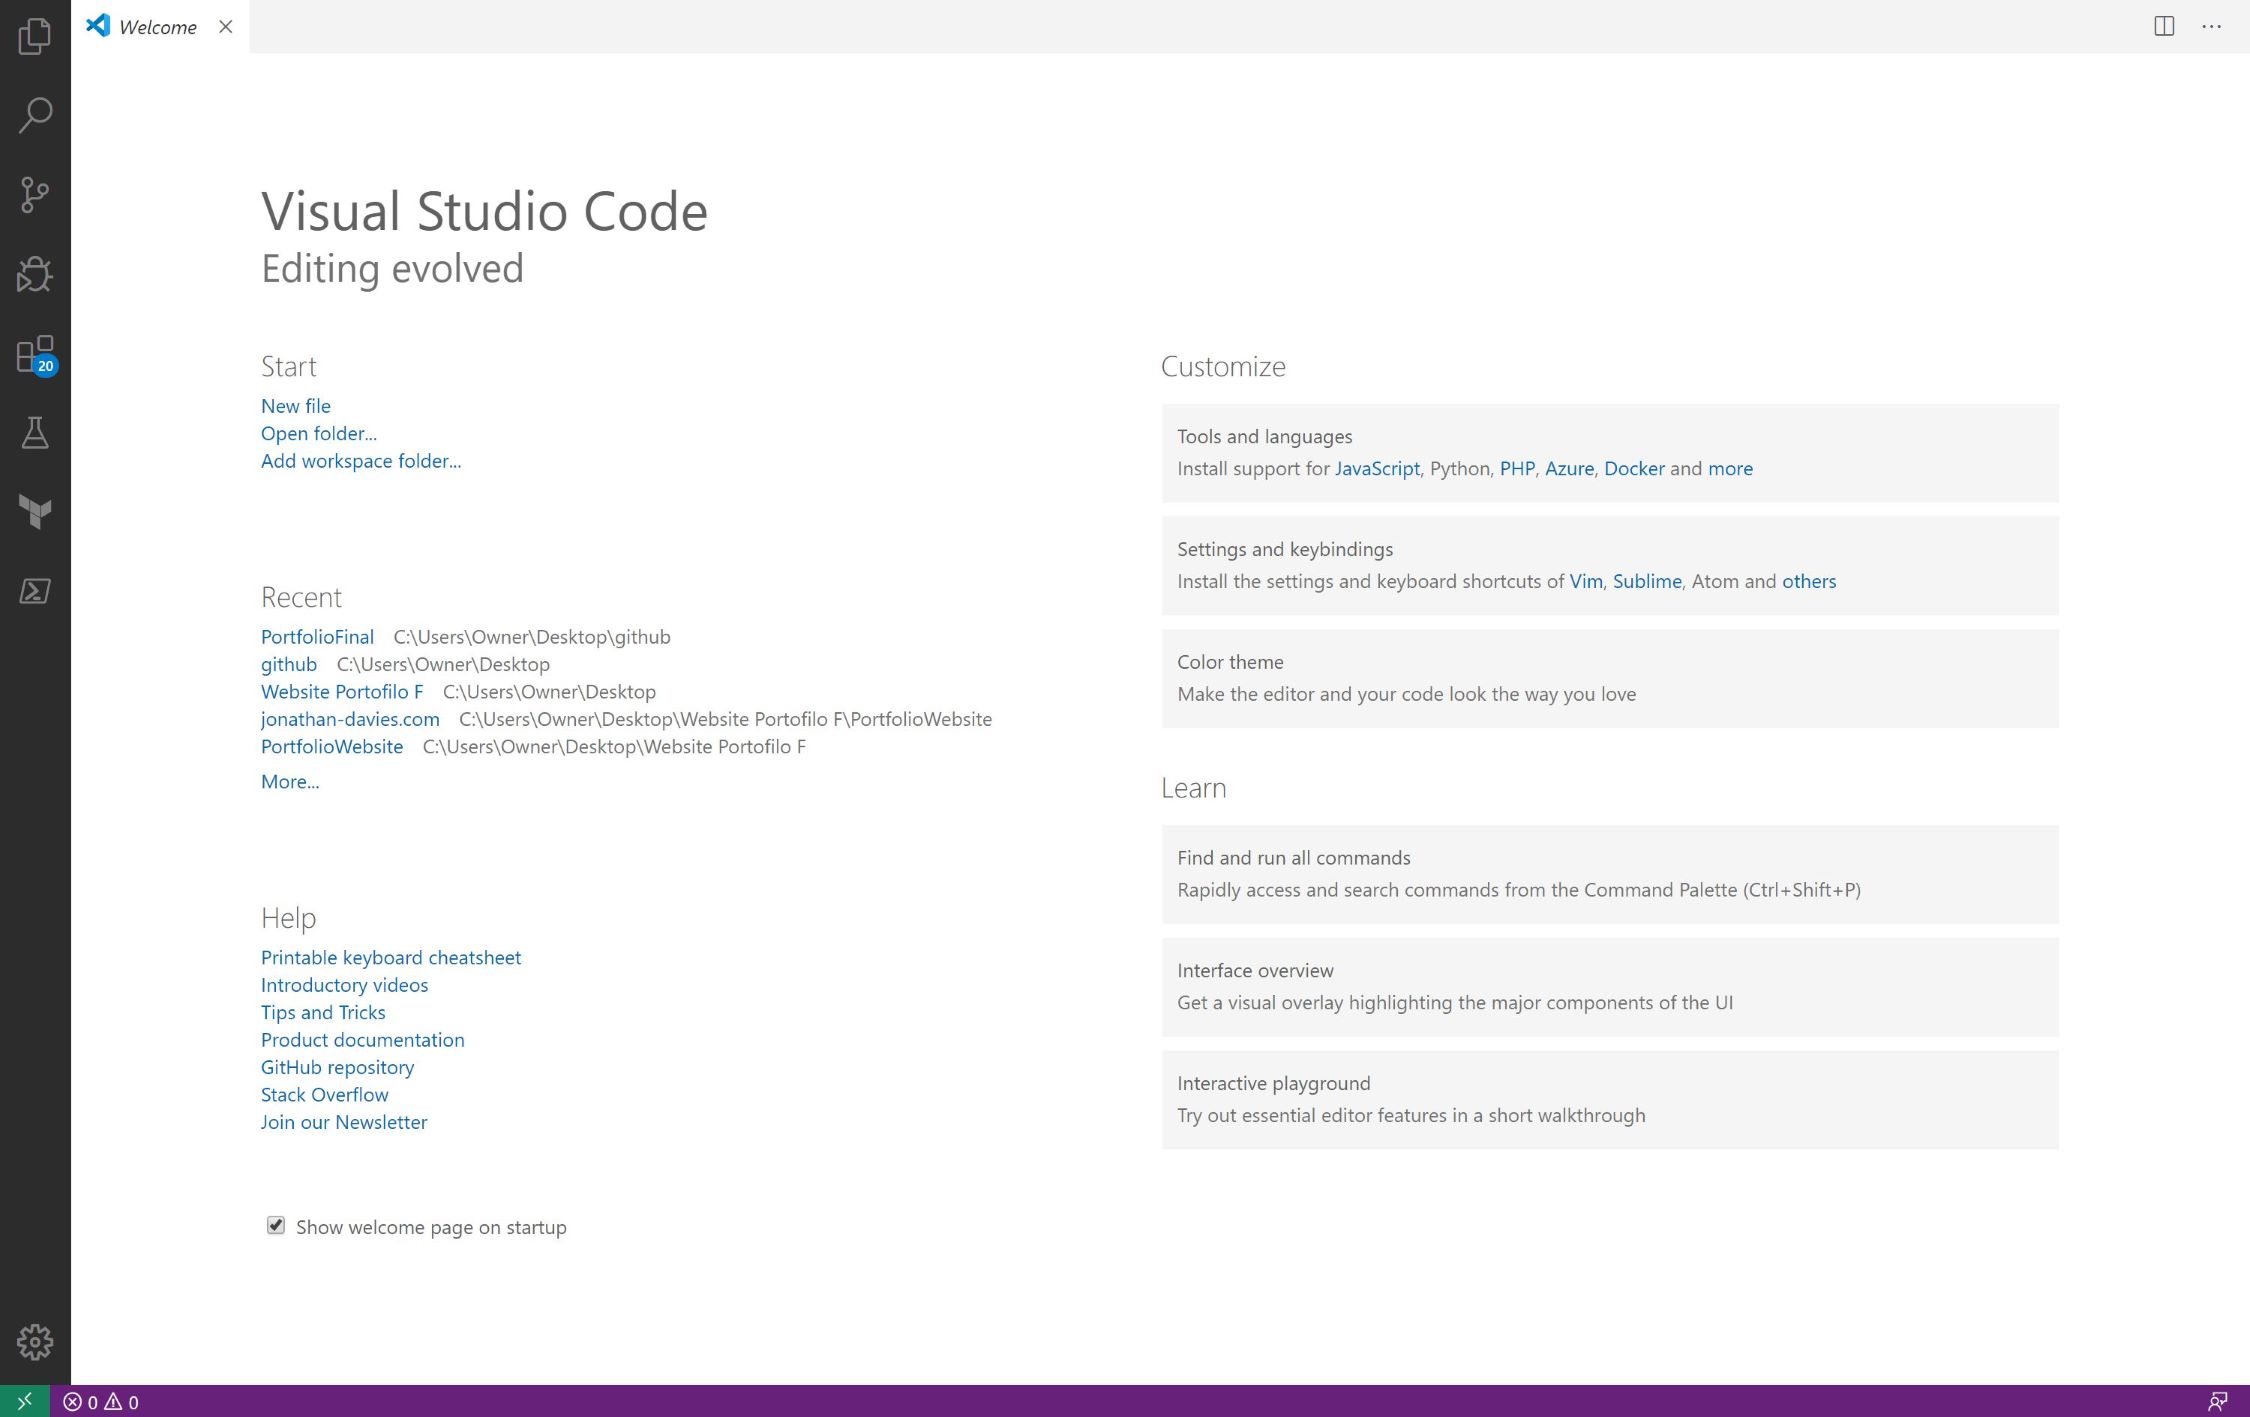 Welcome
20
Visual Studio Code
Editing evolved
Start
New file
Open folder...
Add workspace folder...
Recent
PortfolioFinal C:\Users\Owner\Desktop\github
github C:\Users\Owner\Desktop
Website Portofilo F C:\Users\Owner\Desktop
jonathan-davies.com C:\Users\Owner\Desktop\Website Portofilo F\PortfolioWebsite
PortfolioWebsite C:\Users\Owner\Desktop\Website Portofilo F
More...
Help
Printable keyboard cheatsheet
Introductory videos
Tips and Tricks
Product documentation
GitHub repository
Stack Overflow
Join our Newsletter
Show welcome page on startup
Customize
Tools and languages
Install support for JavaScript, Python, PHP, Azure, Docker and more
Settings and keybindings
Install the settings and keyboard shortcuts of Vim, Sublime, Atom and others
Color theme
Make the editor and your code look the way you love
Learn
Find and run all commands
Rapidly access and search commands from the Command Palette (Ctrl+Shift+P)
Interface overview
Get a visual overlay highlighting the major components of the UI
Interactive playground
Try out essential editor features in a short walkthrough
0 0